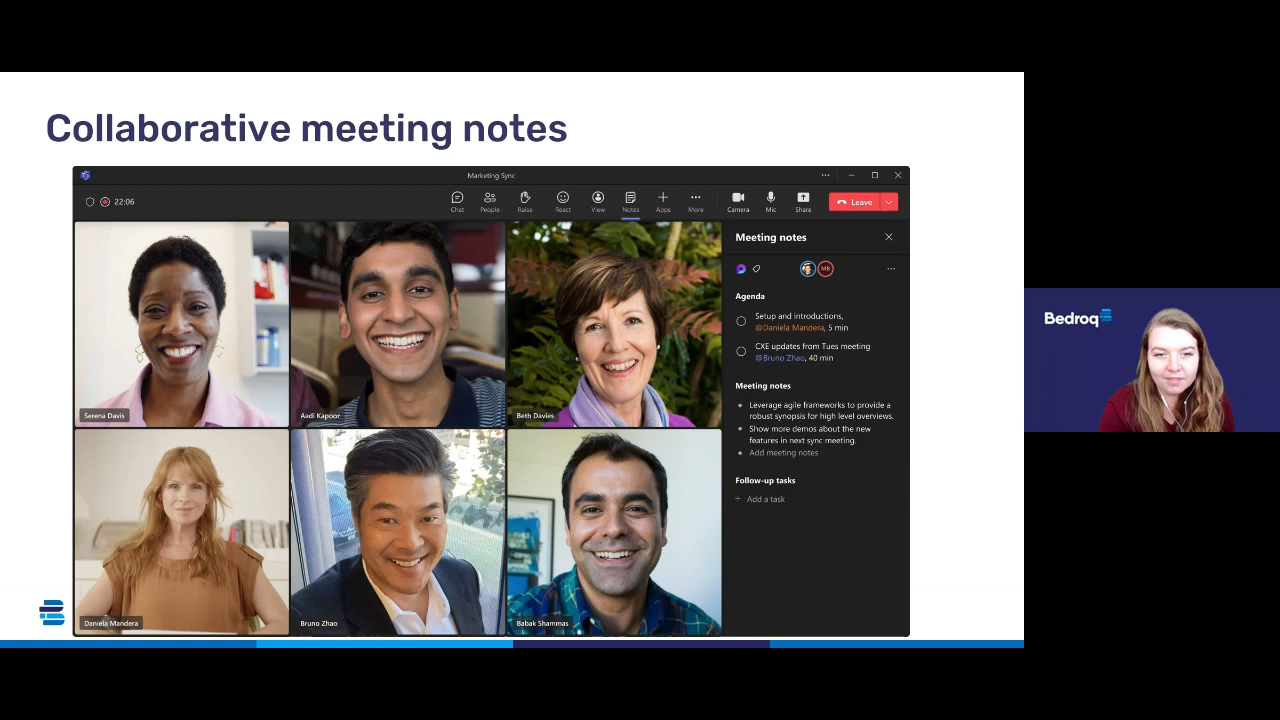 Collaborative meeting notes
Marketing Sync
22:06
Chat
People
Raise
React
View
Notes
Apps
More
Camera
Mic
Share
Leave
Serena Davis
Aadi Kapoor
Beth Davies
Daniela Mandera
Bruno Zhao
Babak Shammas
Meeting notes
MB
Agenda
Setup and introductions,
@Daniela Mandera, 5 min
CXE updates from Tues meeting
@Bruno Zhao, 40 min
Meeting notes
Leverage agile frameworks to provide a
robust synopsis for high level overviews.
Show more demos about the new
features in next sync meeting.
Add meeting notes
Follow-up tasks
+ Add a task
Bedroq